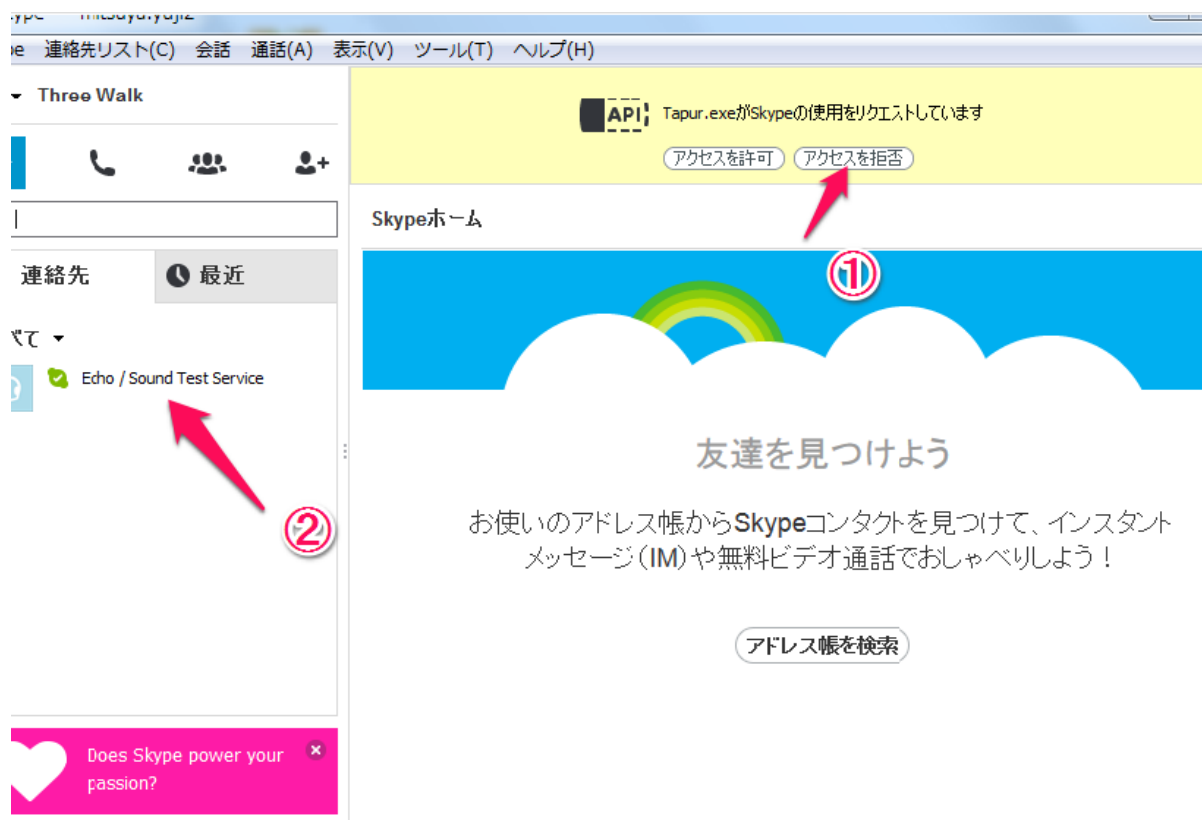 連絡先リスト(C) 会話 通話(A) 表示(V) ツール(T) ヘルプ(H)
Three Walk
API
Tapur.exeがSkypeの使用をリクエストしています
アクセスを許可 アクセスを拒否
Skypeホーム
①
連絡先 最近
Echo / Sound Test Service
②
友達を見つけよう
お使いのアドレス帳からSkypeコンタクトを見つけて、インスタント
メッセージ(IM)や無料ビデオ通話でおしゃべりしよう！
アドレス帳を検索
Does Skype power your
passion?